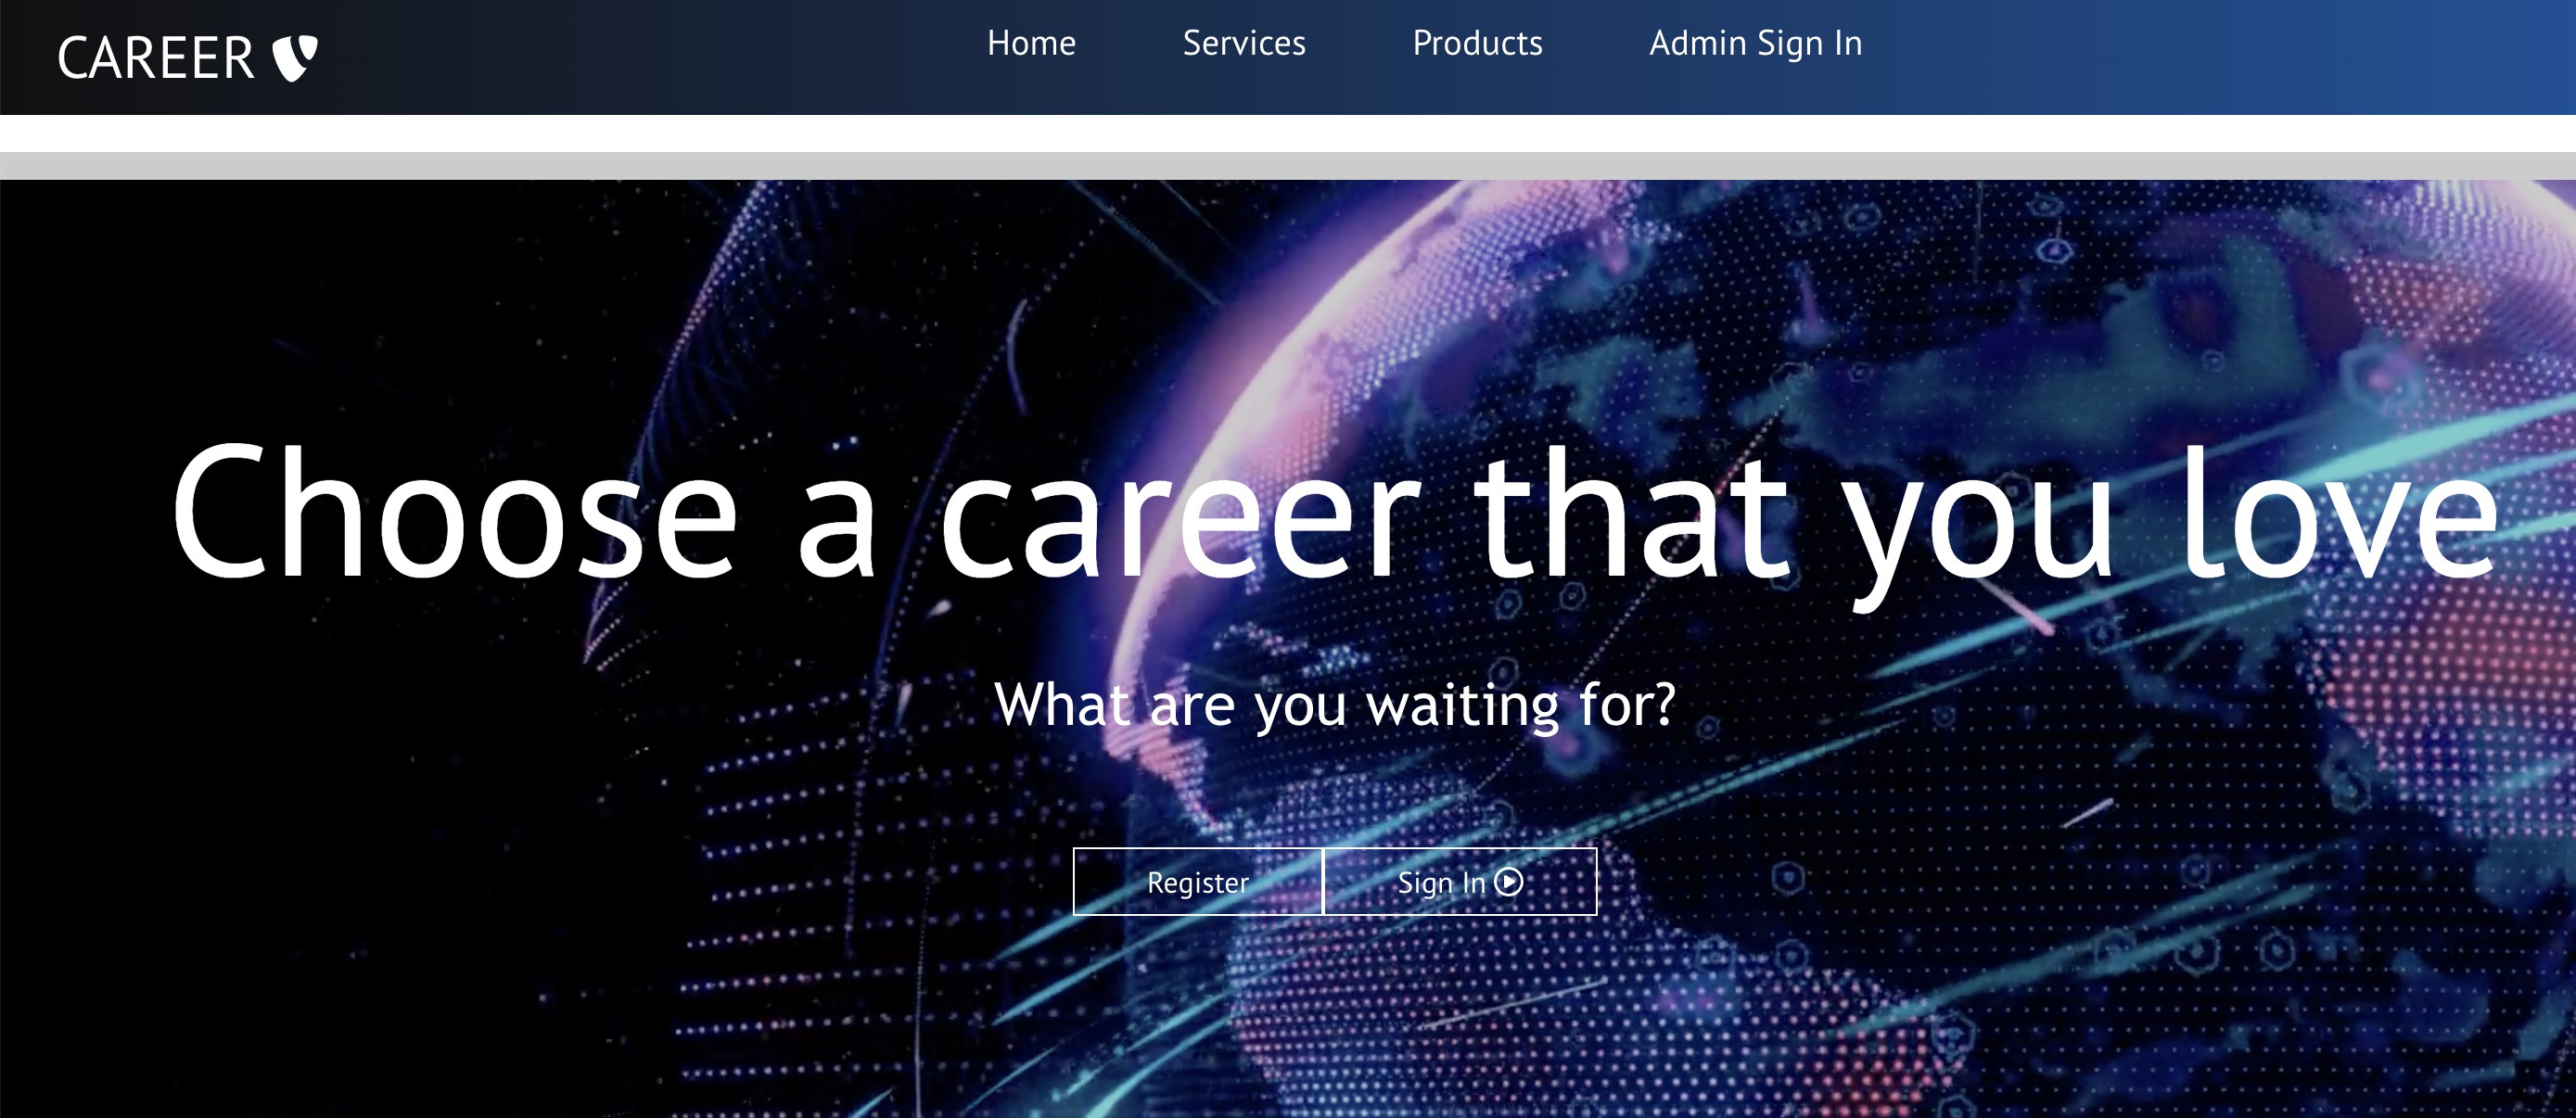 CAREER
Home Services Products Admin Sign In
Choose a career that you love
What are you waiting for?
Register Sign In